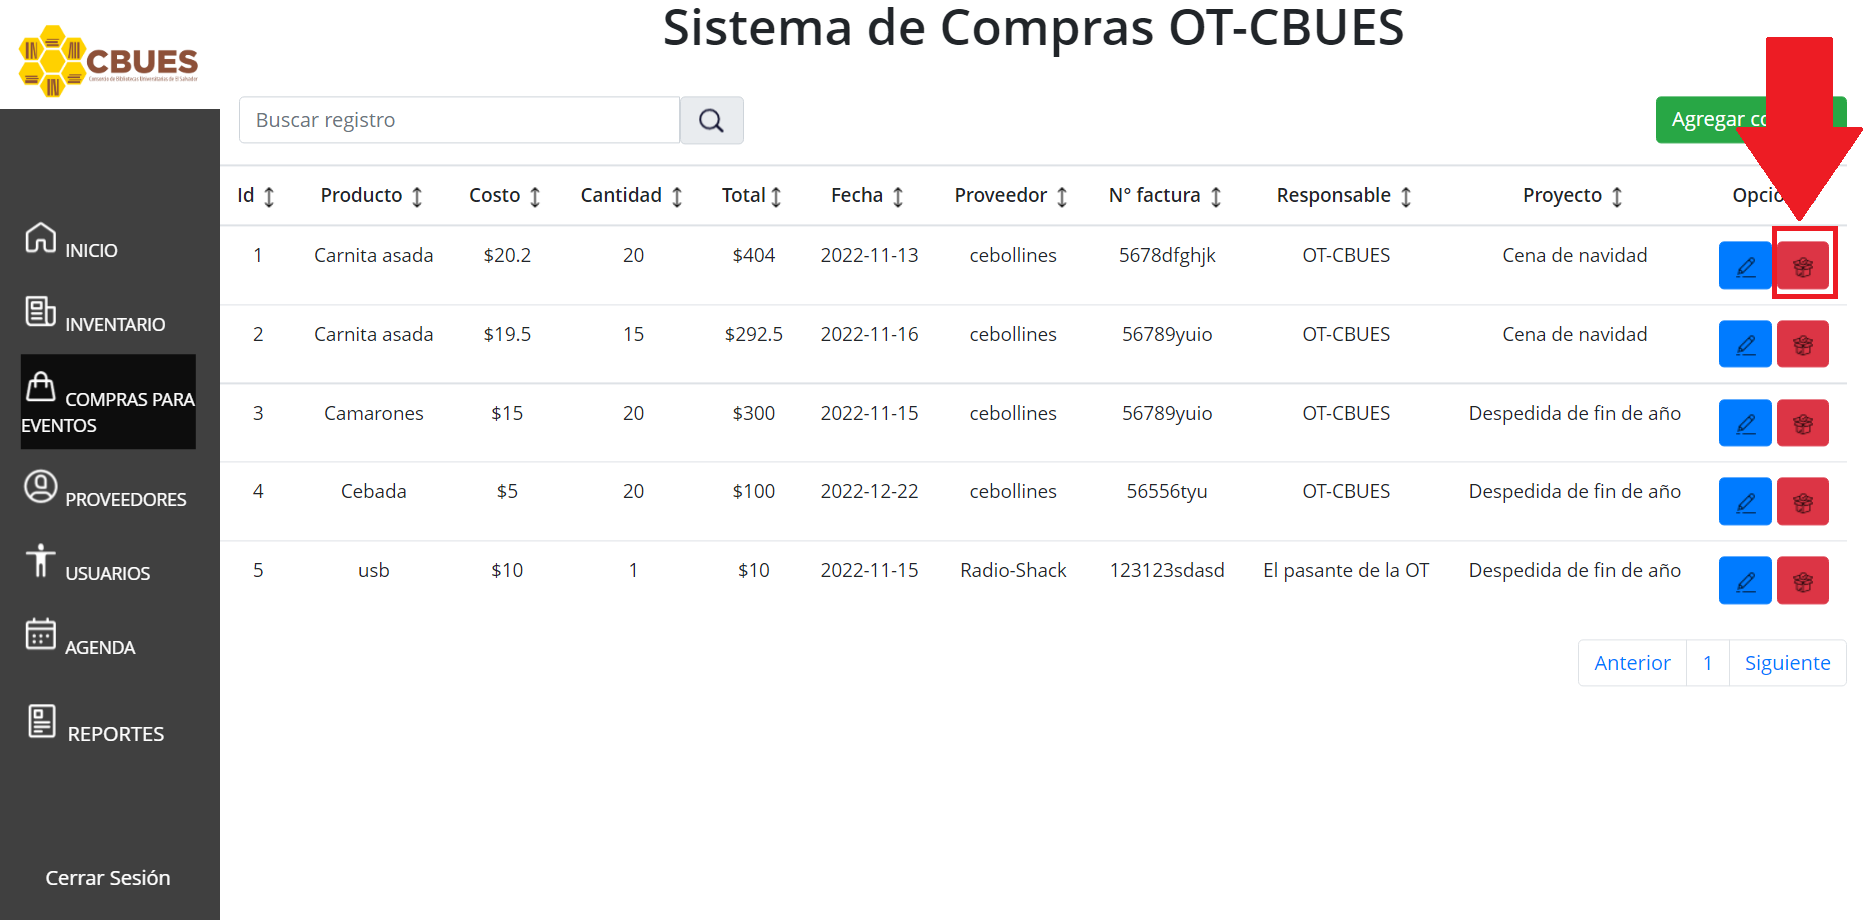 Sistema de Compras OT-CBUES
CBUES
Consorcio de Bibliotecas Universitarias de El Salvador
Buscar registro
Agregar co
Id Producto Costo Cantidad Total Fecha Proveedor N° factura Responsable Proyecto Opcio
1 Carnita asada $20.2 20 $404 2022-11-13 cebollines 5678dfghjk OT-CBUES Cena de navidad
2 Carnita asada $19.5 15 $292.5 2022-11-16 cebollines 56789yuio OT-CBUES Cena de navidad
3 Camarones $15 20 $300 2022-11-15 cebollines 56789yuio OT-CBUES Despedida de fin de año
4 Cebada $5 20 $100 2022-12-22 cebollines 56556tyu OT-CBUES Despedida de fin de año
5 usb $10 1 $10 2022-11-15 Radio-Shack 123123sdasd El pasante de la OT Despedida de fin de año
Anterior 1 Siguiente
INICIO
INVENTARIO
COMPRAS PARA
EVENTOS
PROVEEDORES
USUARIOS
AGENDA
REPORTES
Cerrar Sesión